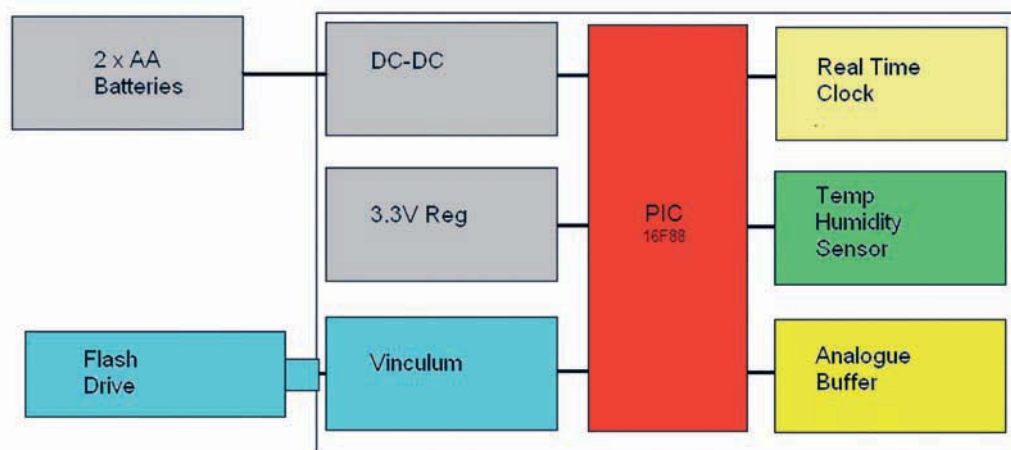 2 x AA
Batteries
DC-DC
PIC
16F88
Real Time
Clock
3.3V Reg
Temp
Humidity
Sensor
Flash
Drive
Vinculum
Analogue
Buffer